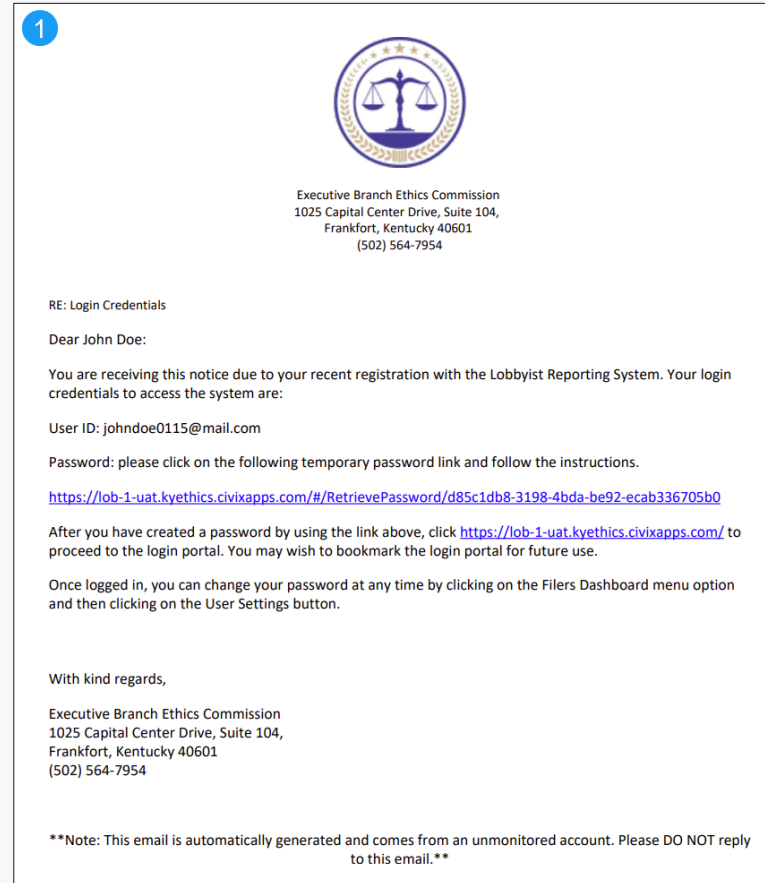 1
Executive Branch Ethics Commission
1025 Capital Center Drive, Suite 104,
Frankfort, Kentucky 40601
(502) 564-7954
RE: Login Credentials
Dear John Doe:
You are receiving this notice due to your recent registration with the Lobbyist Reporting System. Your login
credentials to access the system are:
User ID: johndoe0115@mail.com
Password: please click on the following temporary password link and follow the instructions.
https://lob-1-uat.kyethics.civixapps.com/#/RetrievePassword/d85c1db8-3198-4bda-be92-ecab336705b0
After you have created a password by using the link above, click https://lob-1-uat.kyethics.civixapps.com/ to
proceed to the login portal. You may wish to bookmark the login portal for future use.
Once logged in, you can change your password at any time by clicking on the Filers Dashboard menu option
and then clicking on the User Settings button.
With kind regards,
Executive Branch Ethics Commission
1025 Capital Center Drive, Suite 104,
Frankfort, Kentucky 40601
(502) 564-7954
**Note: This email is automatically generated and comes from an unmonitored account. Please DO NOT reply
to this email.**